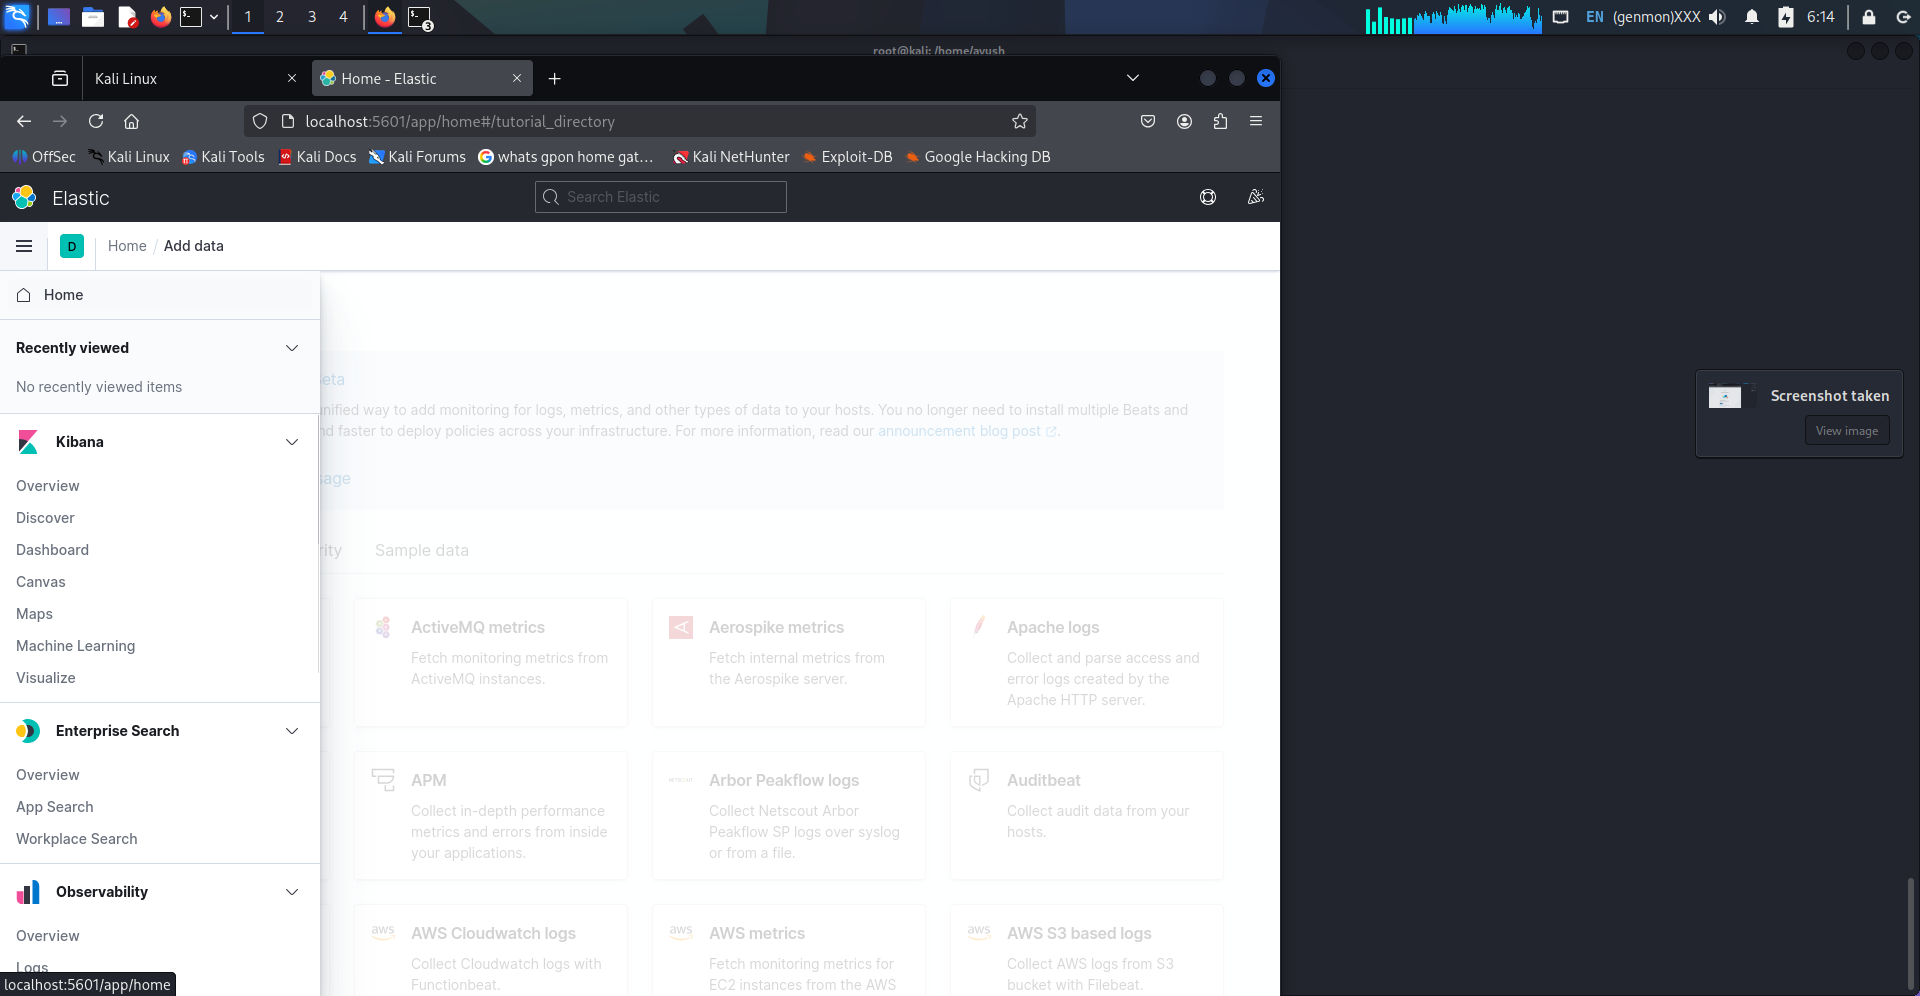 1 2 3 4
3
EN (genmon)XXX 6:14
root@kali: /home/ayush
Kali Linux
Home - Elastic
localhost:5601/app/home#/tutorial_directory
OffSec Kali Linux Kali Tools Kali Docs Kali Forums whats gpon home gat… Kali NetHunter Exploit-DB Google Hacking DB
Elastic
Search Elastic
D
Home / Add data
Home
Recently viewed
No recently viewed items
Kibana
Overview
Discover
Dashboard
Canvas
Maps
Machine Learning
Visualize
Enterprise Search
Overview
App Search
Workplace Search
Observability
Overview
Logs
localhost:5601/app/home
eta
nified way to add monitoring for logs, metrics, and other types of data to your hosts. You no longer need to install multiple Beats and
nd faster to deploy policies across your infrastructure. For more information, read our announcement blog post.
sage
rity
Sample data
ActiveMQ metrics
Fetch monitoring metrics from
ActiveMQ instances.
Aerospike metrics
Fetch internal metrics from
the Aerospike server.
Apache logs
Collect and parse access and
error logs created by the
Apache HTTP server.
APM
Collect in-depth performance
metrics and errors from inside
your applications.
Arbor Peakflow logs
Collect Netscout Arbor
Peakflow SP logs over syslog
or from a file.
Auditbeat
Collect audit data from your
hosts.
aws
AWS Cloudwatch logs
Collect Cloudwatch logs with
Functionbeat.
aws
AWS metrics
Fetch monitoring metrics for
EC2 instances from the AWS
aws
AWS S3 based logs
Collect AWS logs from S3
bucket with Filebeat.
Screenshot taken
View image